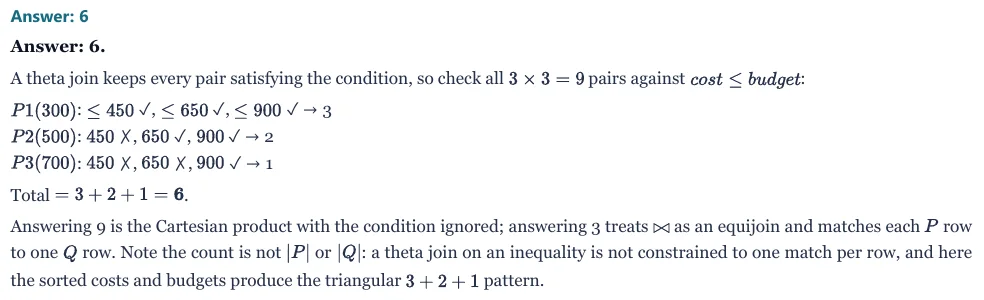 Answer: 6
Answer: 6.
A theta join keeps every pair satisfying the condition, so check all 3 × 3 = 9 pairs against cost ≤ budget:
P1(300): ≤ 450 ✓, ≤ 650 ✓, ≤ 900 ✓ → 3
P2(500): 450 ✗, 650 ✓, 900 ✓ → 2
P3(700): 450 ✗, 650 ✗, 900 ✓ → 1
Total = 3 + 2 + 1 = 6.
Answering 9 is the Cartesian product with the condition ignored; answering 3 treats ⋈ as an equijoin and matches each P row
to one Q row. Note the count is not |P| or |Q|: a theta join on an inequality is not constrained to one match per row, and here
the sorted costs and budgets produce the triangular 3 + 2 + 1 pattern.